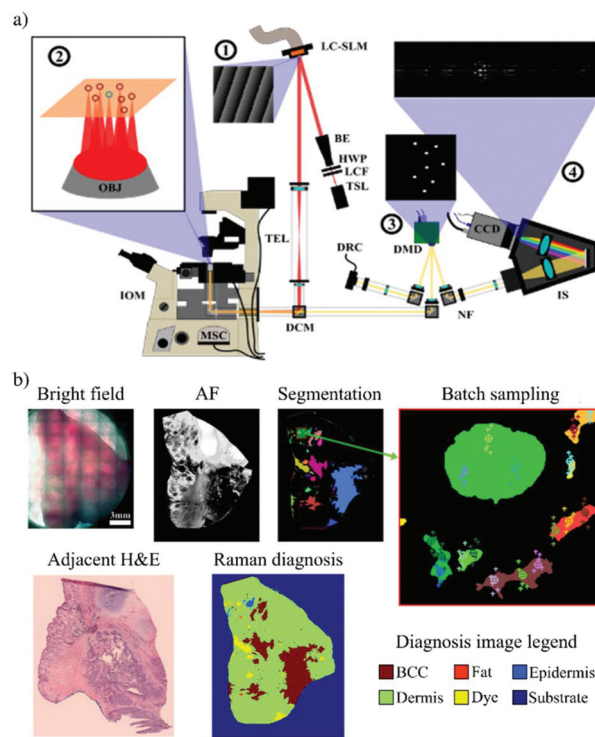 a)
2
1
LC-SLM
OBJ
BE
HWP
LCF
TSL
4
3
CCD
DMD
DRC
TEL
IOM
DCM
NF
IS
MSC
b)
Bright field
AF
Segmentation
Batch sampling
3mm
Adjacent H&E
Raman diagnosis
Diagnosis image legend
BCC Fat Epidermis
Dermis Dye Substrate